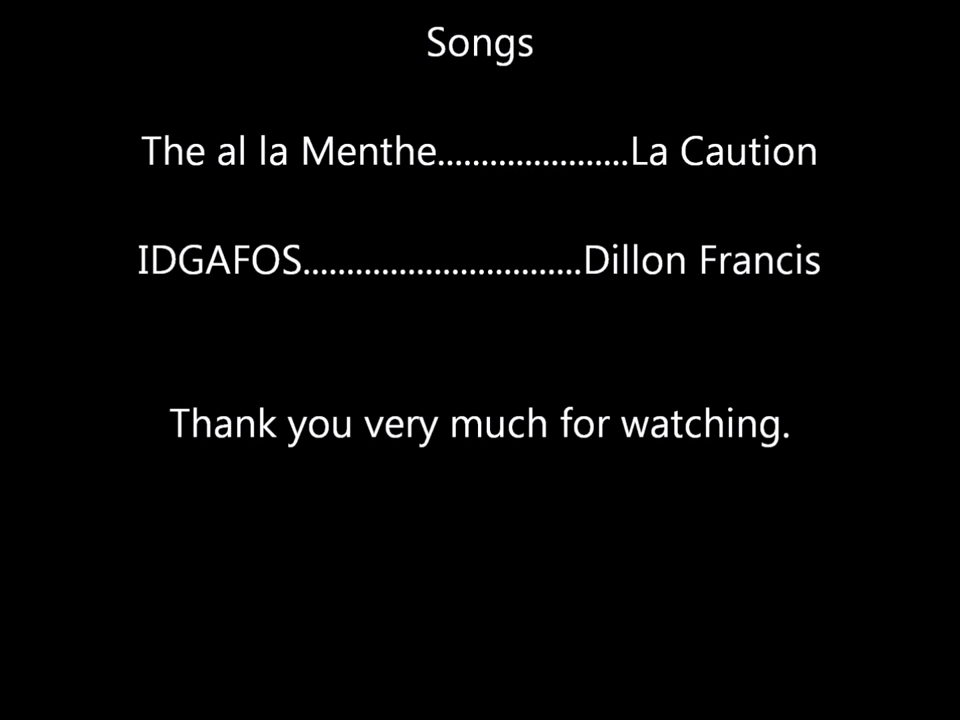 Songs
The al la Menthe......................La Caution
IDGAFOS................................Dillon Francis
Thank you very much for watching.